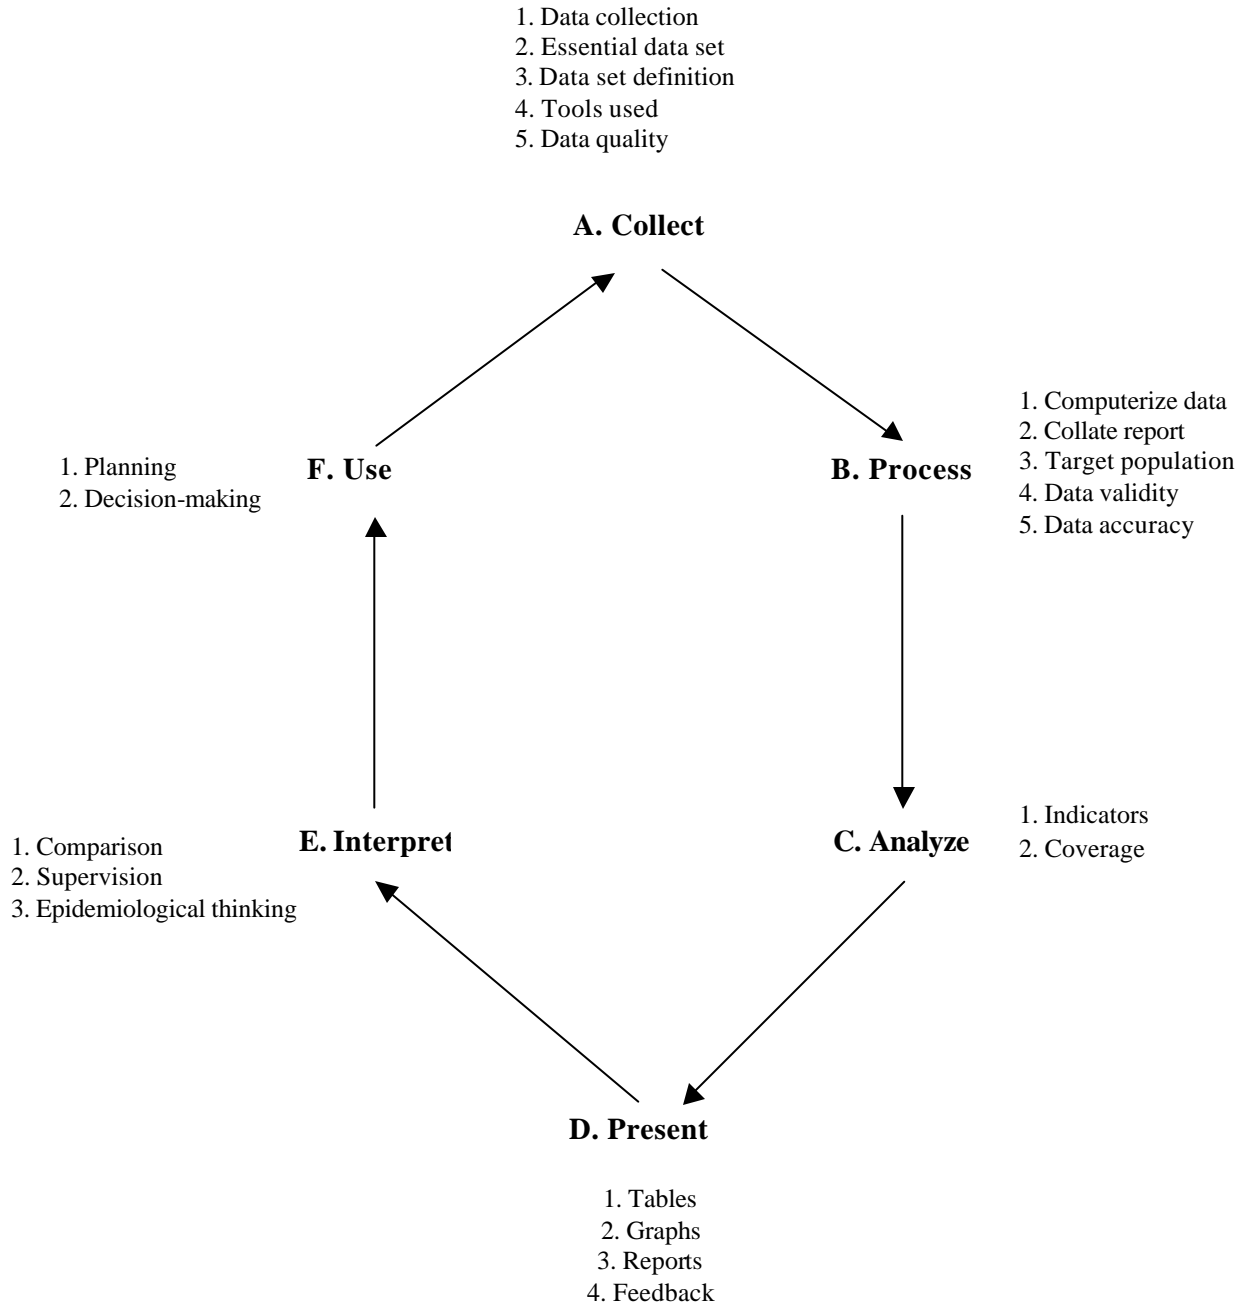 1. Data collection
2. Essential data set
3. Data set definition
4. Tools used
5. Data quality
A. Collect
1. Computerize data
2. Collate report
3. Target population
4. Data validity
5. Data accuracy
B. Process
1. Planning
2. Decision-making
F. Use
1. Indicators
2. Coverage
C. Analyze
E. Interpret
1. Comparison
2. Supervision
3. Epidemiological thinking
D. Present
1. Tables
2. Graphs
3. Reports
4. Feedback